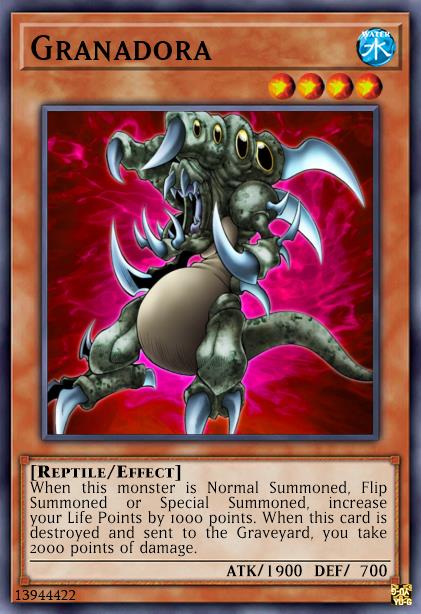 GRANADORA
WATER
水
[REPTILE/EFFECT]
When this monster is Normal Summoned, Flip
Summoned or Special Summoned, increase
your Life Points by 1000 points. When this card is
destroyed and sent to the Graveyard, you take
2000 points of damage.
ATK/1900 DEF/ 700
13944422